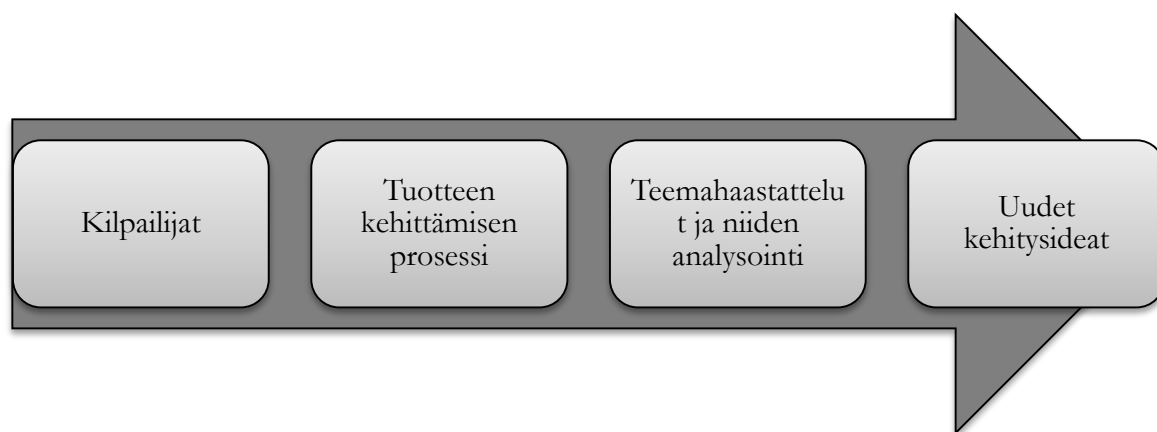 Kilpailijat
Tuotteen
kehittämisen
prosessi
Teemahaastattelu
t ja niiden
analysointi
Uudet
kehitysideat